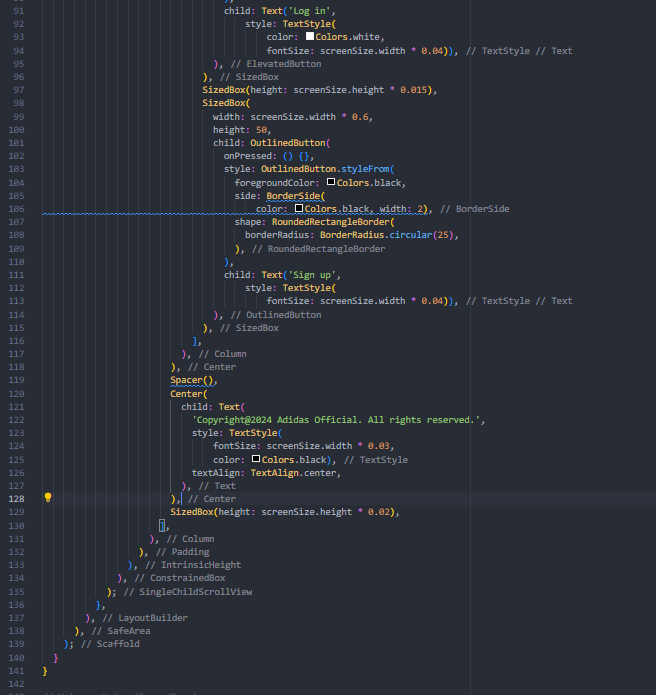 91 child: Text('Log in',
92 style: TextStyle(
93 color: Colors.white,
94 fontSize: screenSize.width * 0.04)), // TextStyle // Text
95 ), // ElevatedButton
96 ), // SizedBox
97 SizedBox(height: screenSize.height * 0.015),
98 SizedBox(
99 width: screenSize.width * 0.6,
100 height: 50,
101 child: OutlinedButton(
102 onPressed: () {},
103 style: OutlinedButton.styleFrom(
104 foregroundColor: Colors.black,
105 side: BorderSide(
106 color: Colors.black, width: 2), // BorderSide
107 shape: RoundedRectangleBorder(
108 borderRadius: BorderRadius.circular(25),
109 ), // RoundedRectangleBorder
110 ),
111 child: Text('Sign up',
112 style: TextStyle(
113 fontSize: screenSize.width * 0.04)), // TextStyle // Text
114 ), // OutlinedButton
115 ), // SizedBox
116 ],
117 ), // Column
118 ), // Center
119 Spacer(),
120 Center(
121 child: Text(
122 'Copyright@2024 Adidas Official. All rights reserved.',
123 style: TextStyle(
124 fontSize: screenSize.width * 0.03,
125 color: Colors.black), // TextStyle
126 textAlign: TextAlign.center,
127 ), // Text
128 ), // Center
129 SizedBox(height: screenSize.height * 0.02),
130 ],
131 ), // Column
132 ), // Padding
133 ), // IntrinsicHeight
134 ), // ConstrainedBox
135 ); // SingleChildScrollView
136 },
137 ), // LayoutBuilder
138 ), // SafeArea
139 ); // Scaffold
140 }
141 }
142